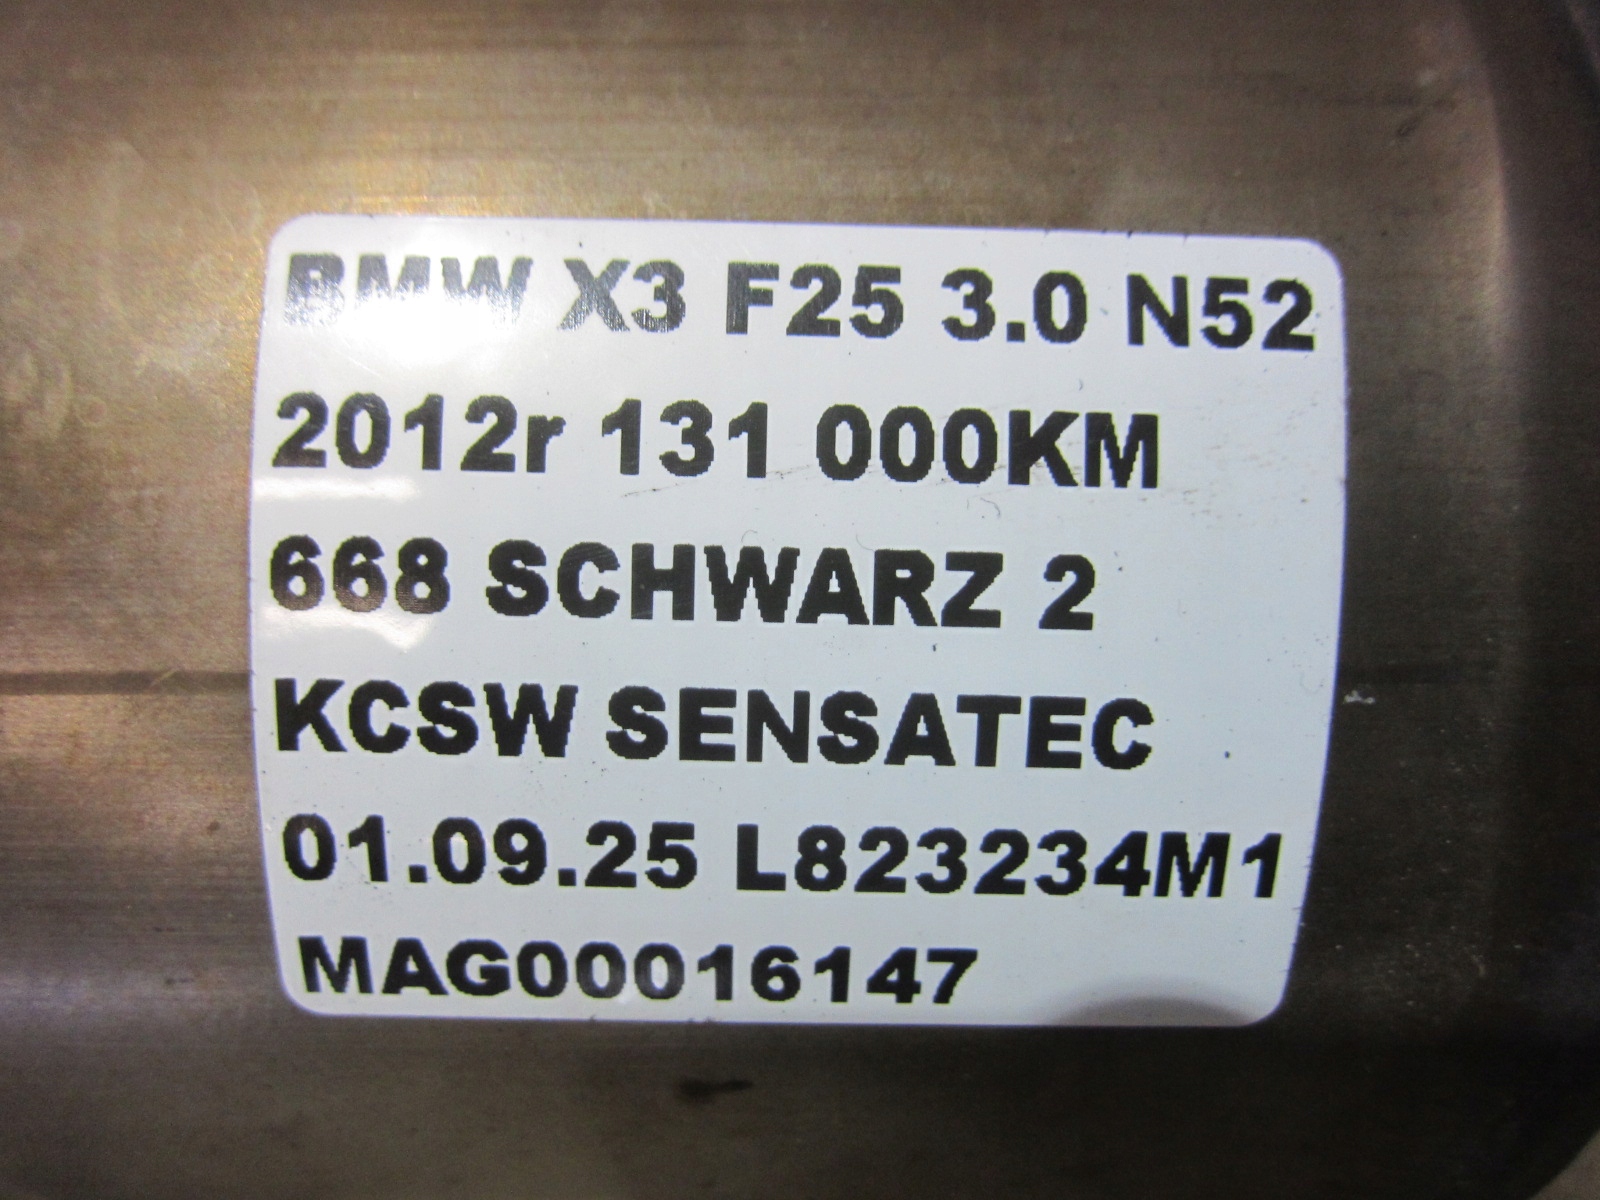 BMW X3 F25 3.0 N52
2012r 131 000KM
668 SCHWARZ 2
KCSW SENSATEC
01.09.25 L823234M1
MAG00016147